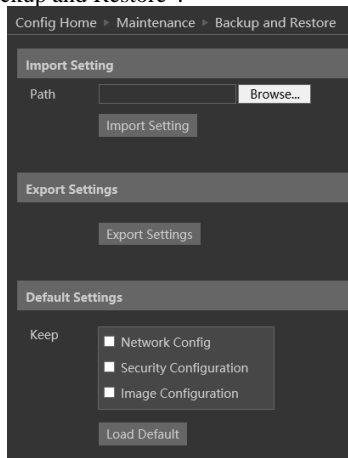 Config Home ▸ Maintenance ▸ Backup and Restore
Import Setting
Path Browse...
Import Setting
Export Settings
Export Settings
Default Settings
Keep
Network Config
Security Configuration
Image Configuration
Load Default